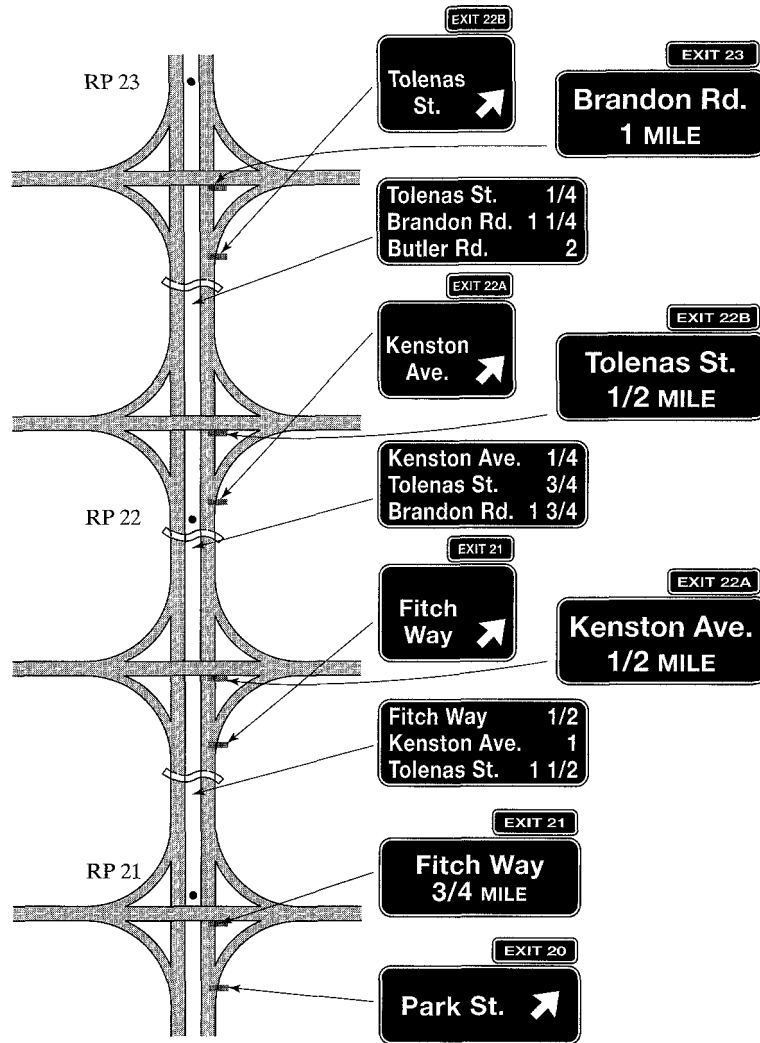 EXIT 22B
Tolenas
St.
RP 23
EXIT 23
Brandon Rd.
1 MILE
Tolenas St. 1/4
Brandon Rd. 1 1/4
Butler Rd. 2
EXIT 22A
Kenston
Ave.
EXIT 22B
Tolenas St.
1/2 MILE
Kenston Ave. 1/4
Tolenas St. 3/4
Brandon Rd. 1 3/4
RP 22
EXIT 21
Fitch
Way
EXIT 22A
Kenston Ave.
1/2 MILE
Fitch Way 1/2
Kenston Ave. 1
Tolenas St. 1 1/2
EXIT 21
Fitch Way
3/4 MILE
RP 21
EXIT 20
Park St.